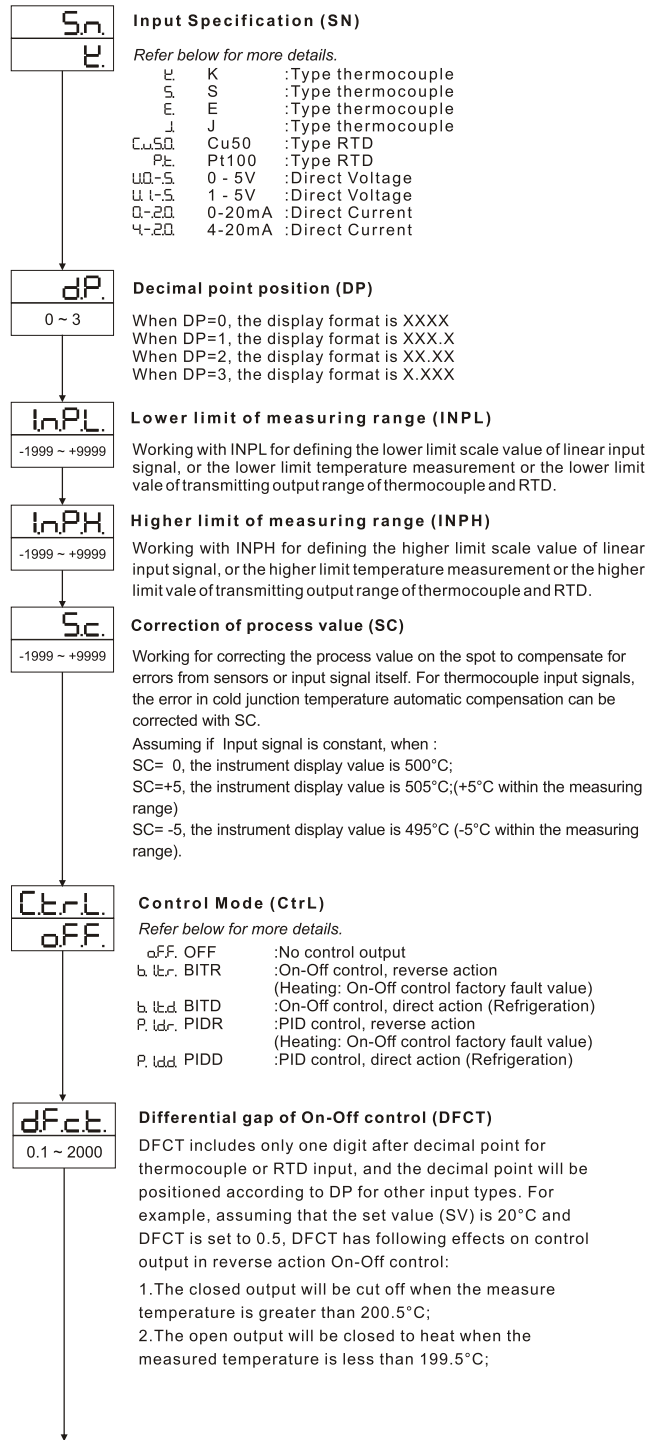 S.n. Input Specification (SN)
K.
Refer below for more details.
K. K :Type thermocouple
S. S :Type thermocouple
E. E :Type thermocouple
J. J :Type thermocouple
C.u.5.0. Cu50 :Type RTD
P.t. Pt100 :Type RTD
U.0.-.5. 0 - 5V :Direct Voltage
U.1.-.5. 1 - 5V :Direct Voltage
0.-.2.0. 0-20mA :Direct Current
4.-.2.0. 4-20mA :Direct Current
d.P. Decimal point position (DP)
0 ~ 3
When DP=0, the display format is XXXX
When DP=1, the display format is XXX.X
When DP=2, the display format is XX.XX
When DP=3, the display format is X.XXX
I.n.P.L. Lower limit of measuring range (INPL)
-1999 ~ +9999
Working with INPL for defining the lower limit scale value of linear input
signal, or the lower limit temperature measurement or the lower limit
vale of transmitting output range of thermocouple and RTD.
I.n.P.H. Higher limit of measuring range (INPH)
-1999 ~ +9999
Working with INPH for defining the higher limit scale value of linear
input signal, or the higher limit temperature measurement or the higher
limit vale of transmitting output range of thermocouple and RTD.
S.c. Correction of process value (SC)
-1999 ~ +9999
Working for correcting the process value on the spot to compensate for
errors from sensors or input signal itself. For thermocouple input signals,
the error in cold junction temperature automatic compensation can be
corrected with SC.
Assuming if Input signal is constant, when :
SC= 0, the instrument display value is 500°C;
SC=+5, the instrument display value is 505°C;(+5°C within the measuring
range)
SC= -5, the instrument display value is 495°C (-5°C within the measuring
range).
C.t.r.L. Control Mode (CtrL)
o.F.F.
Refer below for more details.
o.F.F. OFF :No control output
b.I.t.r. BITR :On-Off control, reverse action
(Heating: On-Off control factory fault value)
b.I.t.d. BITD :On-Off control, direct action (Refrigeration)
P.I.d.r. PIDR :PID control, reverse action
(Heating: On-Off control factory fault value)
P.I.d.d. PIDD :PID control, direct action (Refrigeration)
d.F.c.t. Differential gap of On-Off control (DFCT)
0.1 ~ 2000
DFCT includes only one digit after decimal point for
thermocouple or RTD input, and the decimal point will be
positioned according to DP for other input types. For
example, assuming that the set value (SV) is 20°C and
DFCT is set to 0.5, DFCT has following effects on control
output in reverse action On-Off control:
1.The closed output will be cut off when the measure
temperature is greater than 200.5°C;
2.The open output will be closed to heat when the
measured temperature is less than 199.5°C;